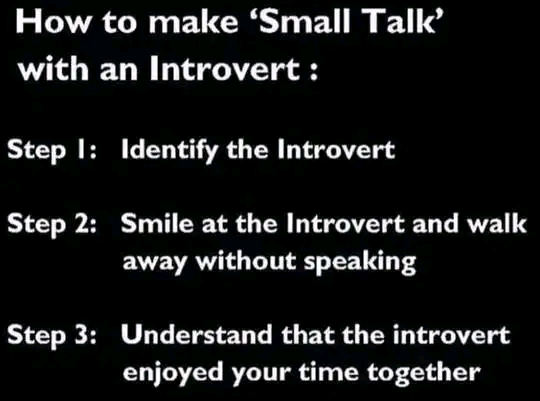 How to make ‘Small Talk’
with an Introvert :
Step 1: Identify the Introvert
Step 2: Smile at the Introvert and walk
away without speaking
Step 3: Understand that the introvert
enjoyed your time together